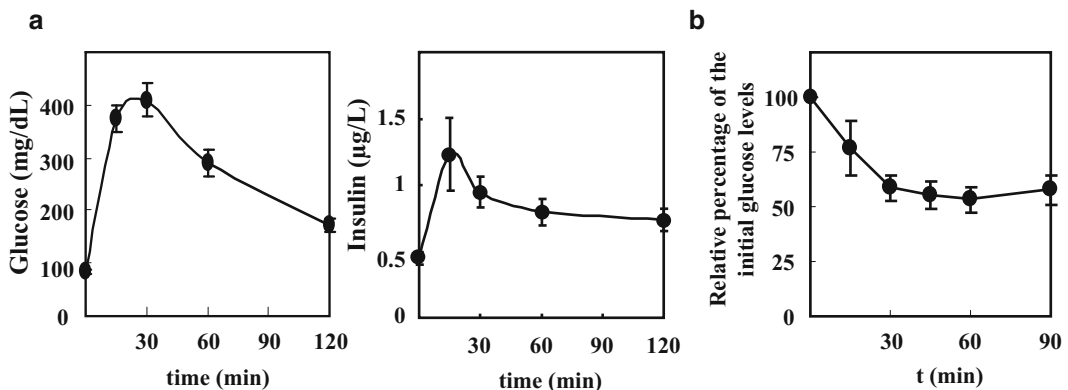 a
b
Glucose (mg/dL)
400
300
200
100
0
30 60 90 120
time (min)
Insulin (µg/L)
1.5
1
0.5
0
30 60 90 120
time (min)
Relative percentage of the
initial glucose levels
100
75
50
25
0
30 60 90
t (min)